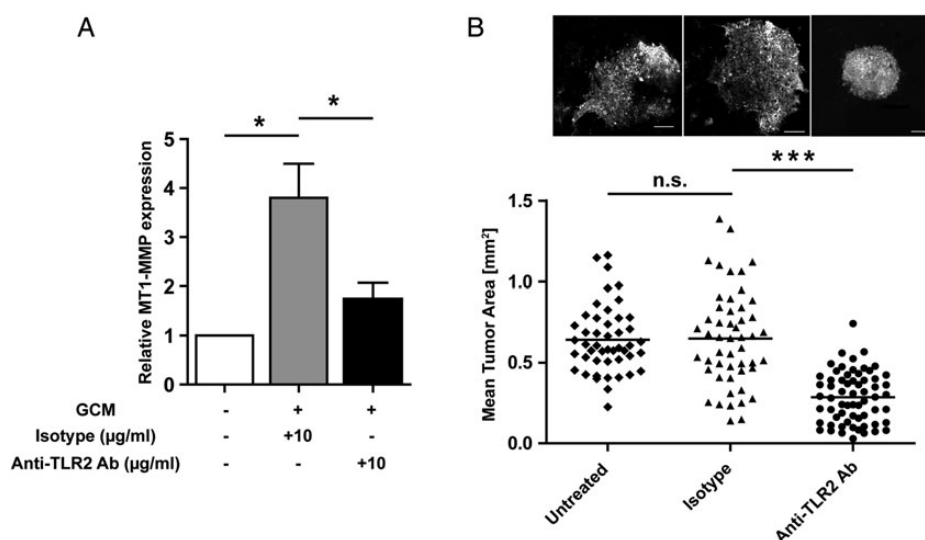 A
B
Relative MT1-MMP expression
5
4
3
2
1
0
*
*
GCM
-
+
+
Isotype (µg/ml)
-
+10
-
Anti-TLR2 Ab (µg/ml)
-
-
+10
Mean Tumor Area [mm²]
1.5
1.0
0.5
0.0
n.s.
***
Untreated
Isotype
Anti-TLR2 Ab